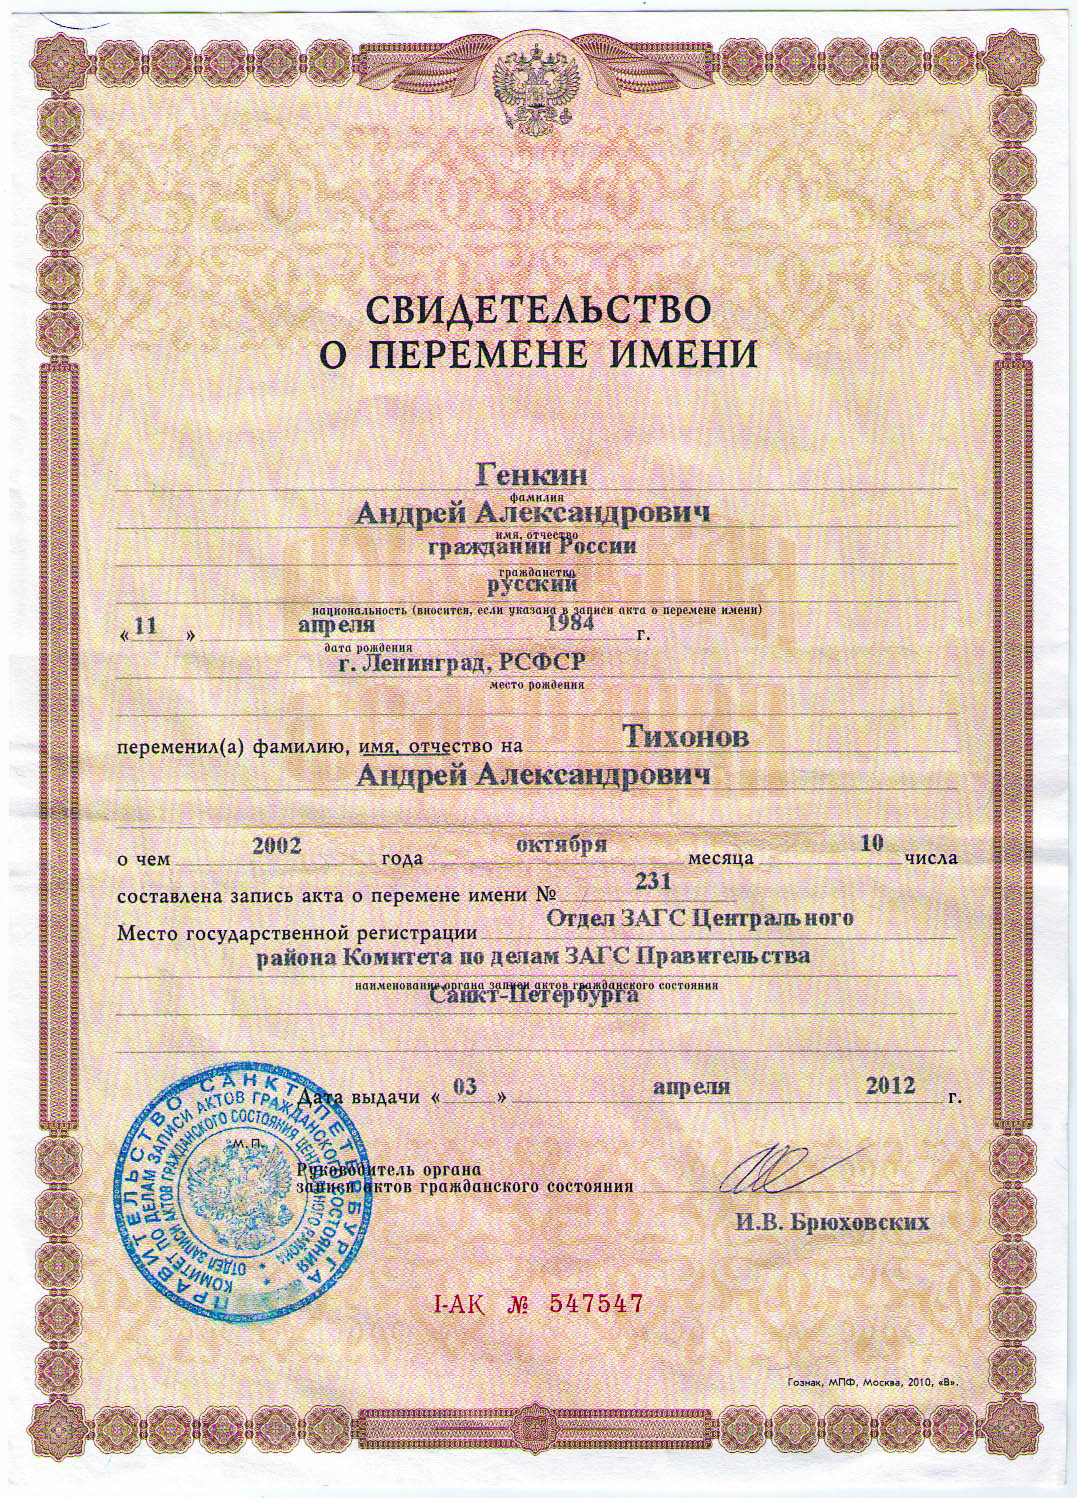 СВИДЕТЕЛЬСТВО
О ПЕРЕМЕНЕ ИМЕНИ
Генкин
фамилия
Андрей Александрович
имя, отчество
гражданин России
гражданство
русский
национальность (вносится, если указана в записи акта о перемене имени)
« 11 » апреля 1984 г.
дата рождения
г. Ленинград, РСФСР
место рождения
переменил(а) фамилию, имя, отчество на Тихонов
Андрей Александрович
о чем 2002 года октября месяца 10 числа
составлена запись акта о перемене имени № 231
Место государственной регистрации Отдел ЗАГС Центрального
района Комитета по делам ЗАГС Правительства
наименование органа записи актов гражданского состояния
Санкт-Петербурга
Дата выдачи « 03 » апреля 2012 г.
М.П.
Руководитель органа
записи актов гражданского состояния
И.В. Брюховских
ПРАВИТЕЛЬСТВО САНКТ-ПЕТЕРБУРГА
КОМИТЕТ ПО ДЕЛАМ ЗАПИСИ АКТОВ ГРАЖДАНСКОГО СОСТОЯНИЯ
ОТДЕЛ ЗАПИСИ АКТОВ ГРАЖДАНСКОГО СОСТОЯНИЯ ЦЕНТРАЛЬНОГО РАЙОНА
I-АК № 547547
Гознак, МПФ, Москва, 2010, «В».